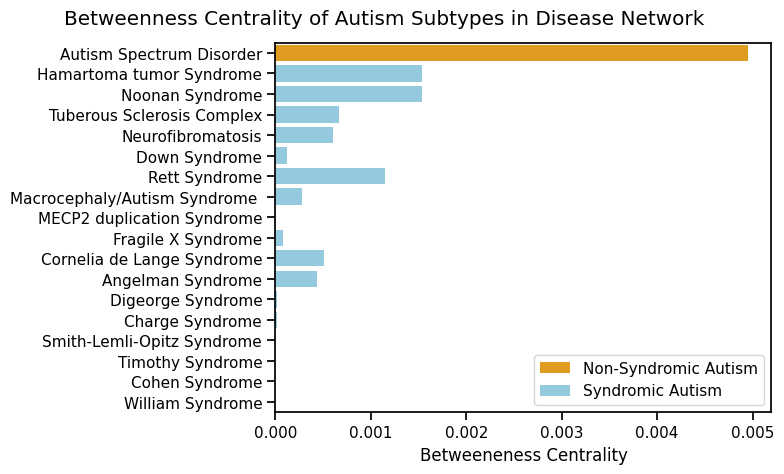 Betweenness Centrality of Autism Subtypes in Disease Network
Autism Spectrum Disorder
Hamartoma tumor Syndrome
Noonan Syndrome
Tuberous Sclerosis Complex
Neurofibromatosis
Down Syndrome
Rett Syndrome
Macrocephaly/Autism Syndrome
MECP2 duplication Syndrome
Fragile X Syndrome
Cornelia de Lange Syndrome
Angelman Syndrome
Digeorge Syndrome
Charge Syndrome
Smith-Lemli-Opitz Syndrome
Timothy Syndrome
Cohen Syndrome
William Syndrome
Non-Syndromic Autism
Syndromic Autism
0.000 0.001 0.002 0.003 0.004 0.005
Betweeneness Centrality